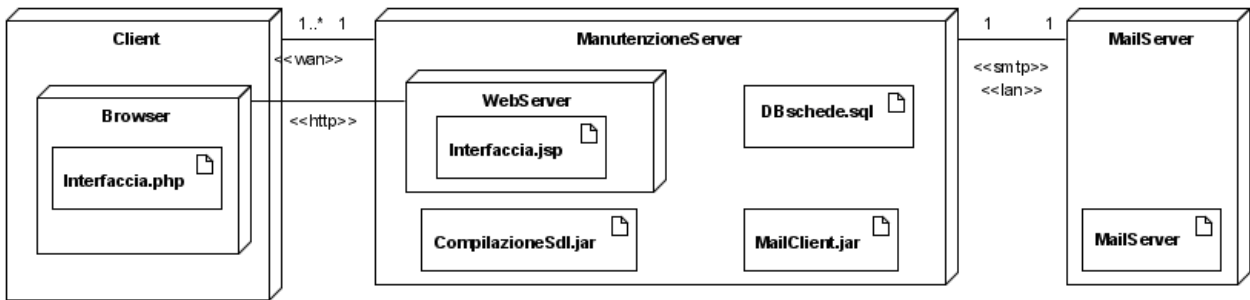 Client
1..* 1
<<wan>>
ManutenzioneServer
1 1
<<smtp>>
<<lan>>
MailServer
Browser
<<http>>
WebServer
Interfaccia.php
Interfaccia.jsp
DBschede.sql
CompilazioneSdl.jar
MailClient.jar
MailServer